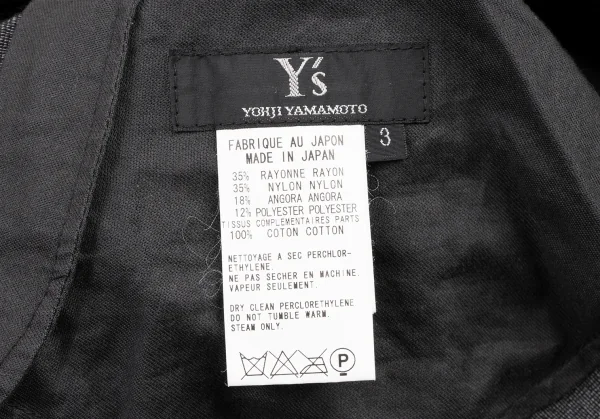 Y's
YOHJI YAMAMOTO
3
FABRIQUE AU JAPON
MADE IN JAPAN
35% RAYONNE RAYON
35% NYLON NYLON
18% ANGORA ANGORA
12% POLYESTER POLYESTER
TISSUS COMPLEMENTAIRES PARTS
100% COTON COTTON
NETTOYAGE A SEC PERCHLOR-
ETHYLENE.
NE PAS SECHER EN MACHINE.
VAPEUR SEULEMENT.
DRY CLEAN PERCLORETHYLENE
DO NOT TUMBLE WARM.
STEAM ONLY.
P